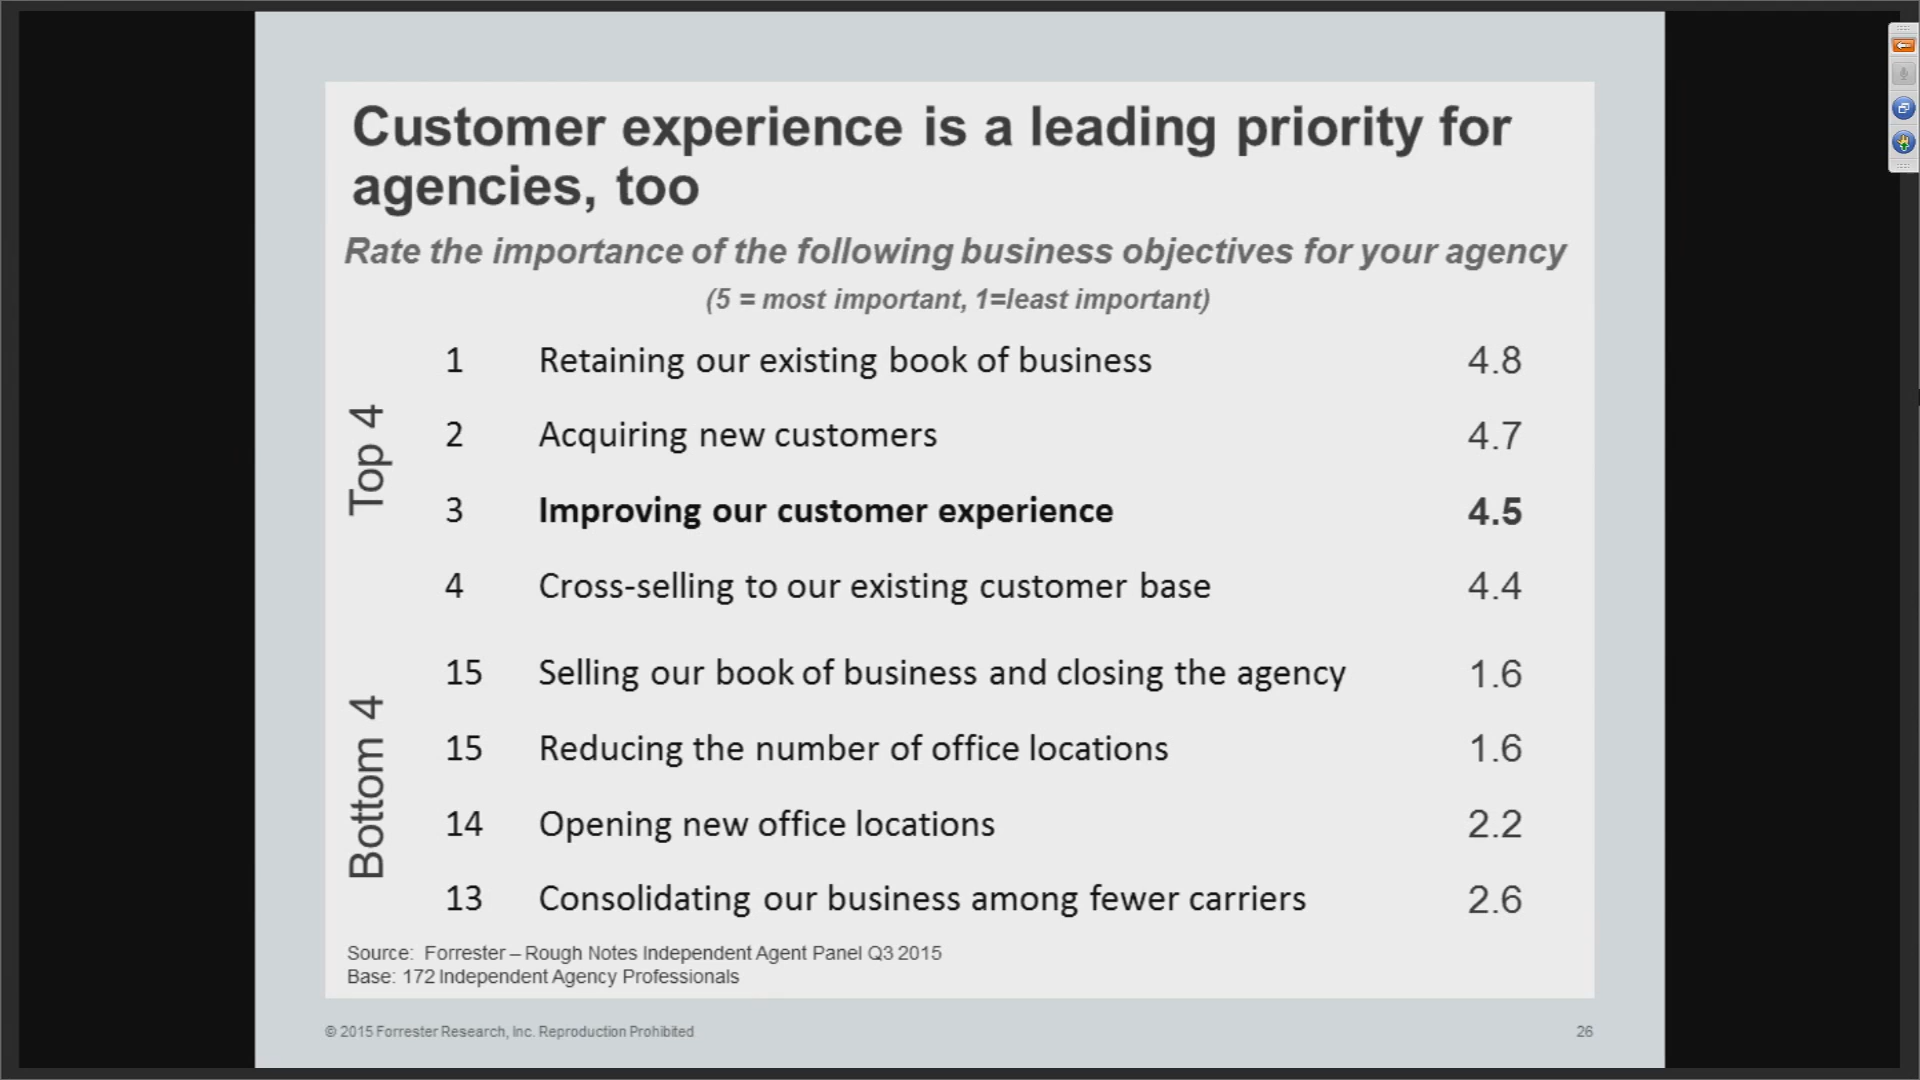 Customer experience is a leading priority for
agencies, too
Rate the importance of the following business objectives for your agency
(5 = most important, 1=least important)
Top 4
1 Retaining our existing book of business 4.8
2 Acquiring new customers 4.7
3 Improving our customer experience 4.5
4 Cross-selling to our existing customer base 4.4
Bottom 4
15 Selling our book of business and closing the agency 1.6
15 Reducing the number of office locations 1.6
14 Opening new office locations 2.2
13 Consolidating our business among fewer carriers 2.6
Source: Forrester – Rough Notes Independent Agent Panel Q3 2015
Base: 172 Independent Agency Professionals
© 2015 Forrester Research, Inc. Reproduction Prohibited 26